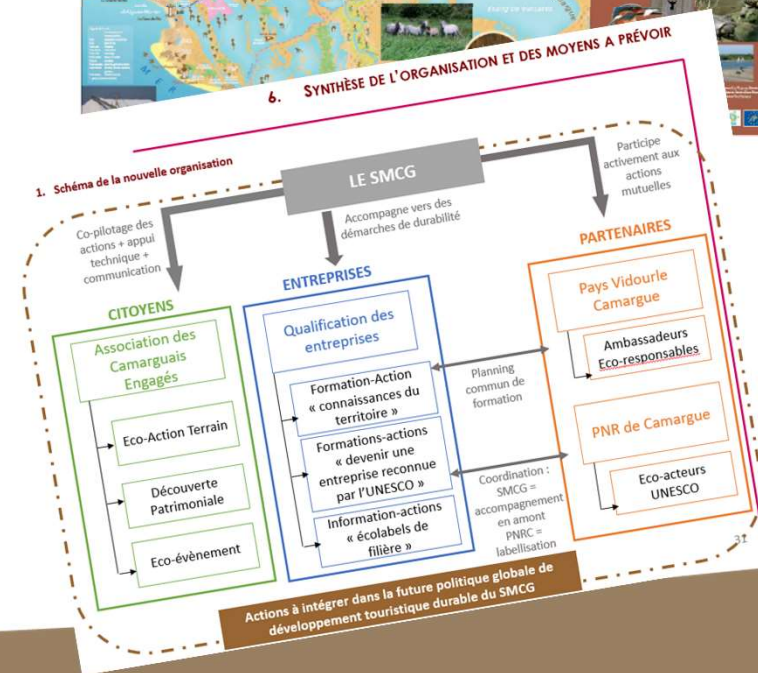 6. SYNTHÈSE DE L'ORGANISATION ET DES MOYENS A PRÉVOIR
1. Schéma de la nouvelle organisation
LE SMCG
Co-pilotage des
actions + appui
technique +
communication
Accompagne vers des
démarches de durabilité
Participe
activement aux
actions
mutuelles
CITOYENS
Association des
Camarguais
Engagés
Eco-Action Terrain
Découverte
Patrimoniale
Eco-évènement
ENTREPRISES
Qualification des
entreprises
Formation-Action
« connaissances du
territoire »
Formations-actions
« devenir une
entreprise reconnue
par l'UNESCO »
Information-actions
« écolabels de
filière »
Planning
commun de
formation
Coordination :
SMCG =
accompagnement
en amont
PNRC =
labellisation
PARTENAIRES
Pays Vidourle
Camargue
Ambassadeurs
Eco-responsables
PNR de Camargue
Eco-acteurs
UNESCO
31
Actions à intégrer dans la future politique globale de
développement touristique durable du SMCG